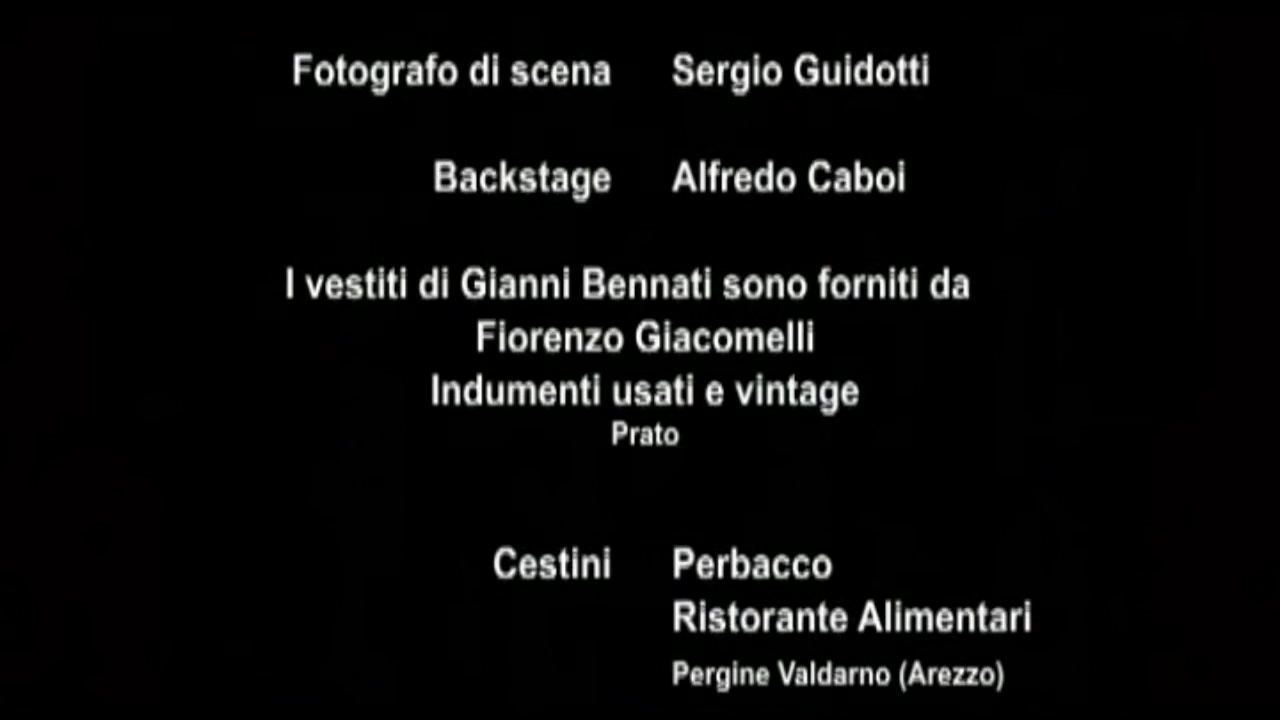 Fotografo di scena Sergio Guidotti
Backstage Alfredo Caboi
I vestiti di Gianni Bennati sono forniti da
Fiorenzo Giacomelli
Indumenti usati e vintage
Prato
Cestini Perbacco
Ristorante Alimentari
Pergine Valdarno (Arezzo)